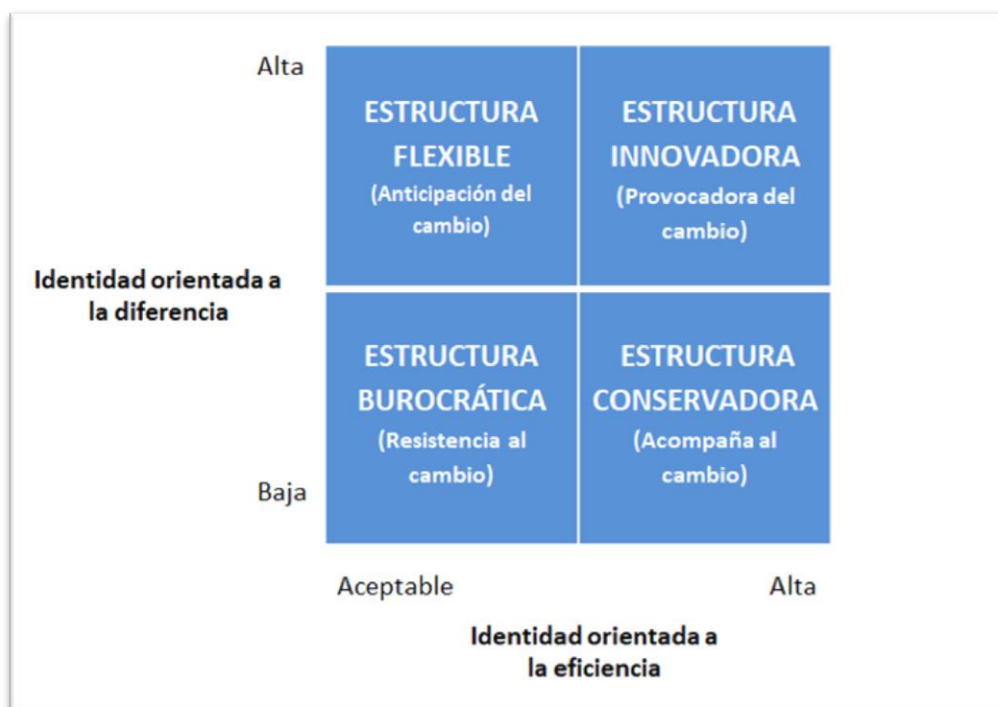 Alta
ESTRUCTURA
FLEXIBLE
(Anticipación del
cambio)
ESTRUCTURA
INNOVADORA
(Provocadora del
cambio)
Identidad orientada a
la diferencia
ESTRUCTURA
BUROCRÁTICA
(Resistencia al
cambio)
ESTRUCTURA
CONSERVADORA
(Acompaña al
cambio)
Baja
Aceptable
Alta
Identidad orientada a
la eficiencia